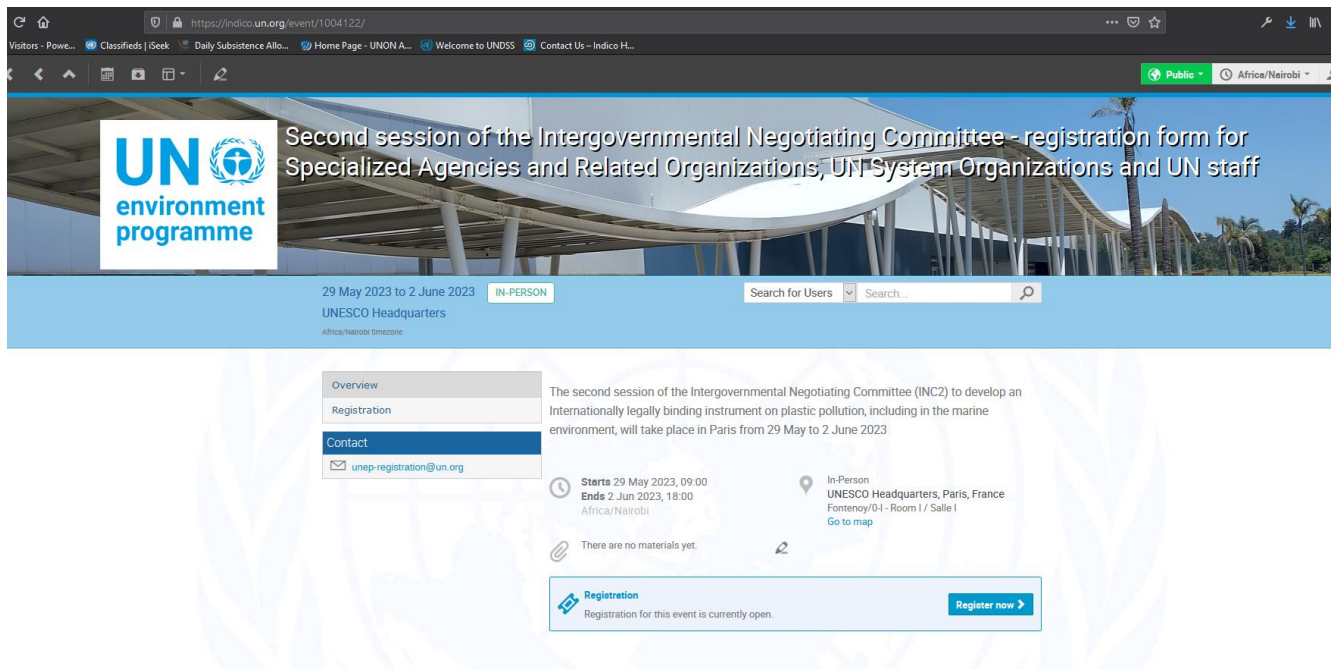 https://indico.un.org/event/1004122/
Visitors - Powe... Classifieds | iSeek Daily Subsistence Allo... Home Page - UNON A... Welcome to UNDSS Contact Us – Indico H...
Public Africa/Nairobi
UN
environment
programme
Second session of the Intergovernmental Negotiating Committee - registration form for
Specialized Agencies and Related Organizations, UN System Organizations and UN staff
29 May 2023 to 2 June 2023 IN-PERSON
UNESCO Headquarters
Africa/Nairobi timezone
Search for Users Search...
Overview
Registration
Contact
unep-registration@un.org
The second session of the Intergovernmental Negotiating Committee (INC2) to develop an
Internationally legally binding instrument on plastic pollution, including in the marine
environment, will take place in Paris from 29 May to 2 June 2023
Starts 29 May 2023, 09:00
Ends 2 Jun 2023, 18:00
Africa/Nairobi
In-Person
UNESCO Headquarters, Paris, France
Fontenoy/0-I - Room I / Salle I
Go to map
There are no materials yet.
Registration
Registration for this event is currently open.
Register now